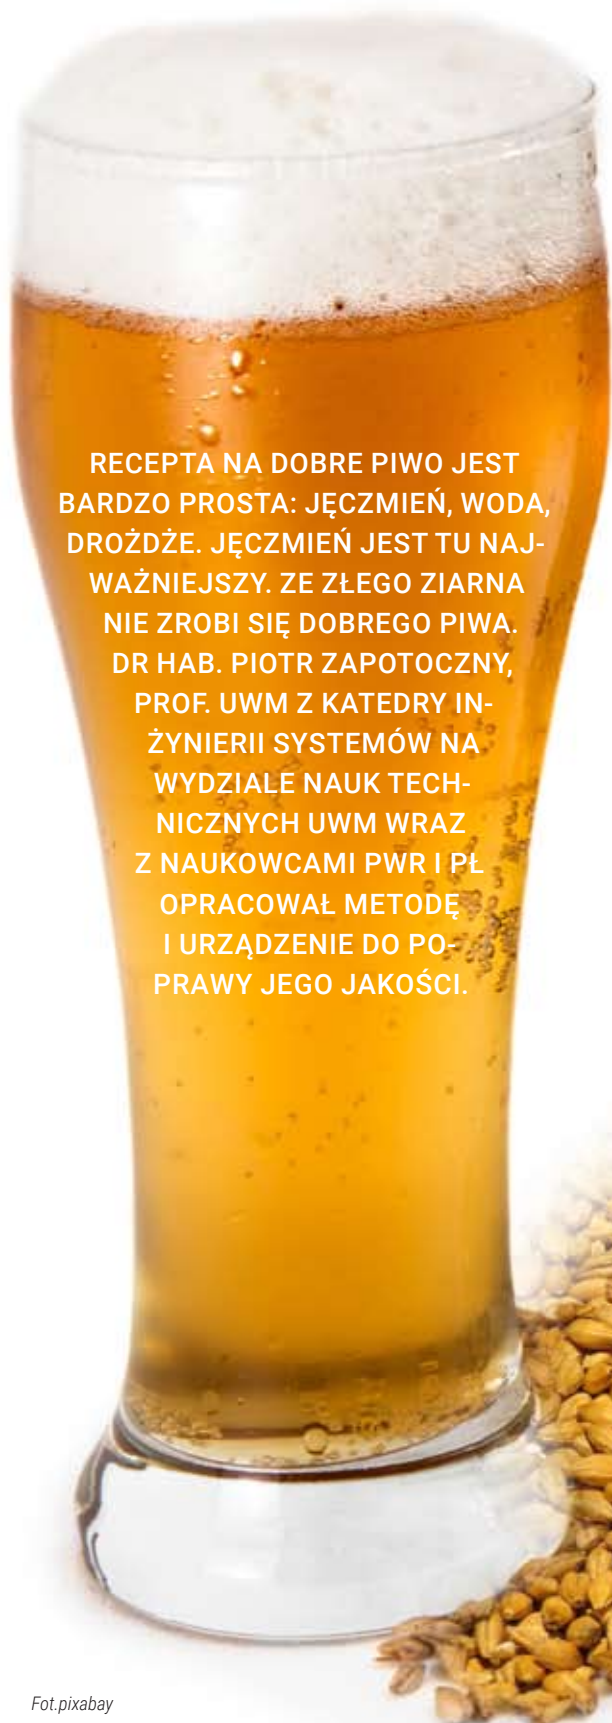 RECEPTA NA DOBRE PIWO JEST
BARDZO PROSTA: JĘCZMIEŃ, WODA,
DROŻDŻE. JĘCZMIEŃ JEST TU NAJ-
WAŻNIEJSZY. ZE ZŁEGO ZIARNA
NIE ZROBI SIĘ DOBREGO PIWA.
DR HAB. PIOTR ZAPOTOCZNY,
PROF. UWM Z KATEDRY IN-
ŻYNIERII SYSTEMÓW NA
WYDZIALE NAUK TECH-
NICZNYCH UWM WRAZ
Z NAUKOWCAMI PWR I PŁ
OPRACOWAŁ METODĘ
I URZĄDZENIE DO PO-
PRAWY JEGO JAKOŚCI.
Fot.pixabay